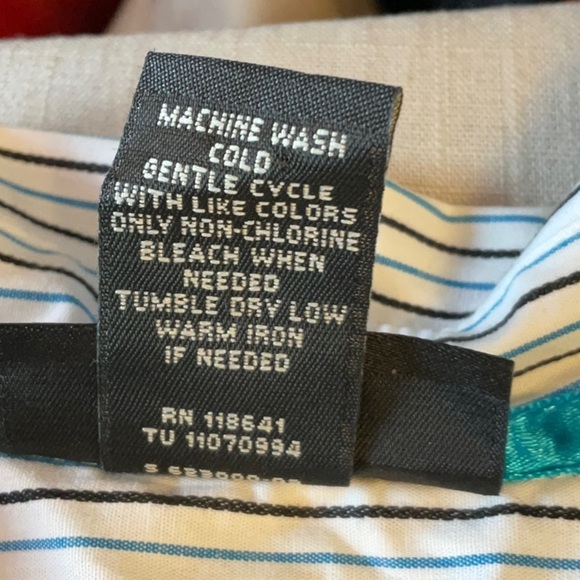 MACHINE WASH
COLD
GENTLE CYCLE
WITH LIKE COLORS
ONLY NON-CHLORINE
BLEACH WHEN
NEEDED
TUMBLE DRY LOW
WARM IRON
IF NEEDED
RN 118641
TU 11070994
S